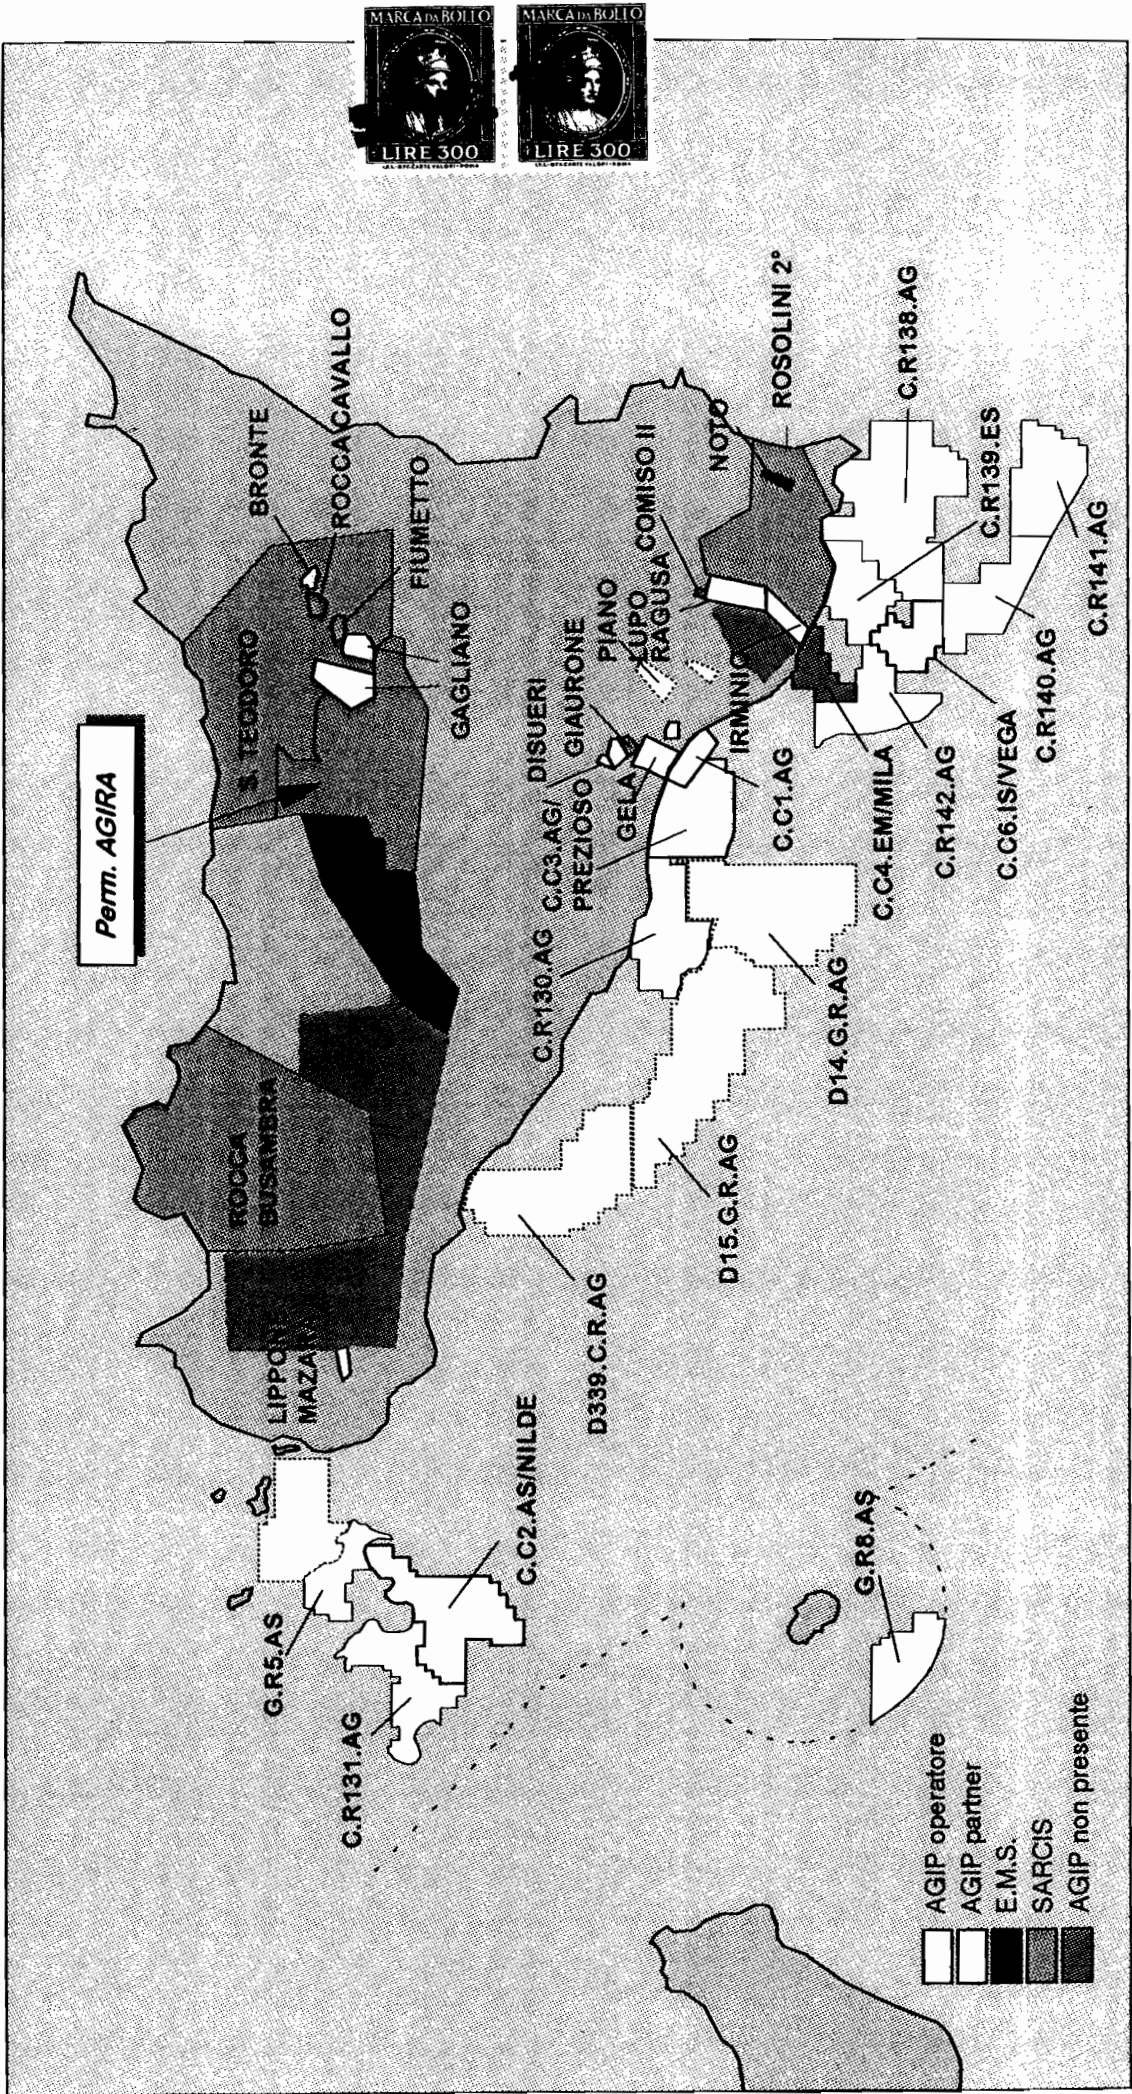 MARCA DA BOLLO
LIRE 300
MARCA DA BOLLO
LIRE 300
Perm. AGIRA
S. TEODORO
BRONTE
ROCCA CAVALLO
FIUMETTO
GAGLIANO
ROCCA
BUSAMBRA
MAZAR
G.R5.AS
C.R131.AG
C.C2.AS/NILDE
D339.C.R.AG
D15.G.R.AG
D14.G.R.AG
C.R130.AG
C.C3.AG/
PREZIOSO
DISUERI
GIAURONE
GELA
PIANO
LUPO
RAGUSA
COMISO II
NOTO
ROSOLINI 2°
IRMINIO
C.C1.AG
C.C4.EM/MILA
C.R142.AG
C.C6.IS/VEGA
C.R140.AG
C.R141.AG
C.R139.ES
C.R138.AG
G.R8.AS
AGIP operatore
AGIP partner
E.M.S.
SARCIS
AGIP non presente